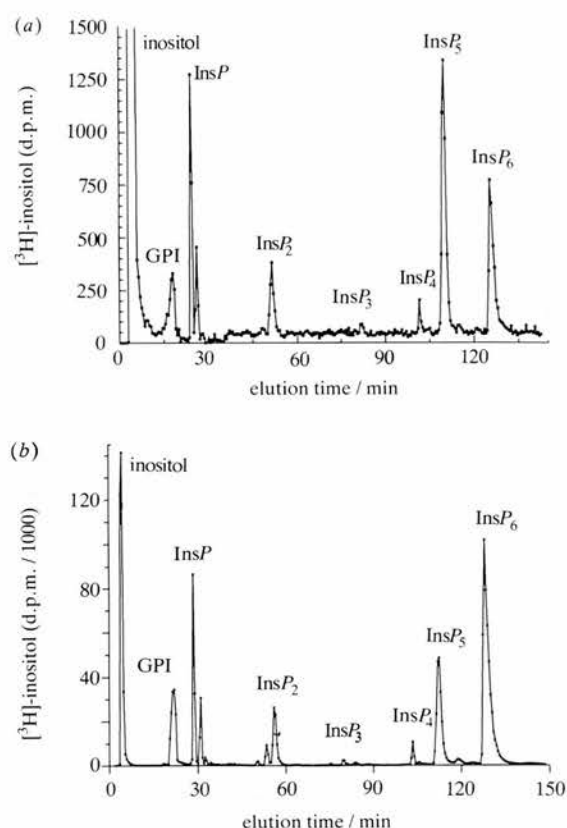 (a)
1500
1250
1000
750
500
250
0
[³H]-inositol (d.p.m.)
inositol
GPI
InsP
InsP₂
InsP₃
InsP₄
InsP₅
InsP₆
0 30 60 90 120
elution time / min
(b)
120
80
40
0
[³H]-inositol (d.p.m. / 1000)
inositol
GPI
InsP
InsP₂
InsP₃
InsP₄
InsP₅
InsP₆
0 30 60 90 120 150
elution time / min